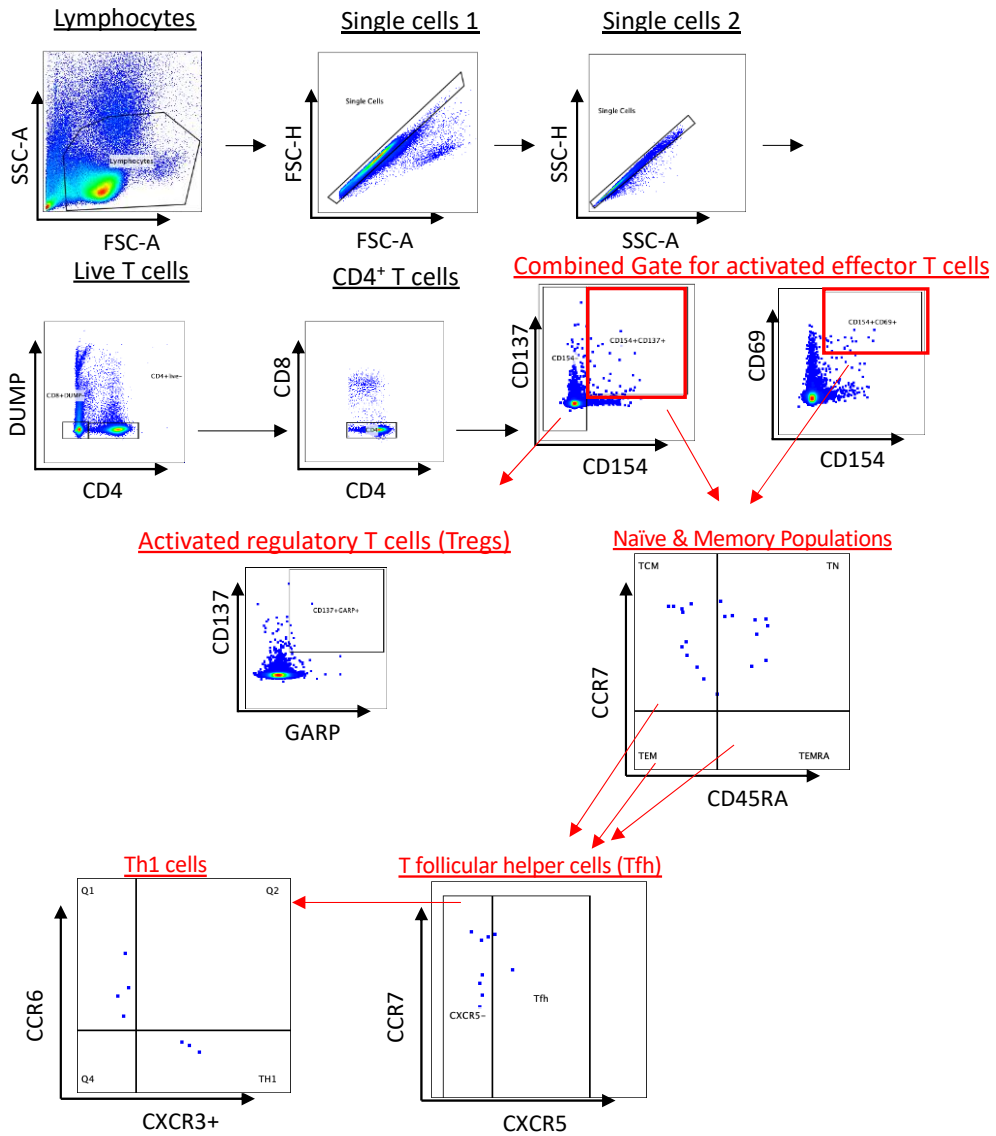 Lymphocytes
Single cells 1
Single cells 2
SSC-A
Lymphocytes
FSC-A
FSC-H
Single Cells
FSC-A
SSC-H
Single Cells
SSC-A
Live T cells
CD4⁺ T cells
Combined Gate for activated effector T cells
DUMP
CD8+DUMP-
CD4+live-
CD4
CD8
CD4
CD4
CD137
CD154-
CD154+CD137+
CD154
CD69
CD154+CD69+
CD154
Activated regulatory T cells (Tregs)
CD137
CD137+GARP+
GARP
Naïve & Memory Populations
TCM
TN
CCR7
TEM
TEMRA
CD45RA
Th1 cells
Q1
Q2
CCR6
Q4
TH1
CXCR3+
T follicular helper cells (Tfh)
CCR7
CXCR5-
Tfh
CXCR5